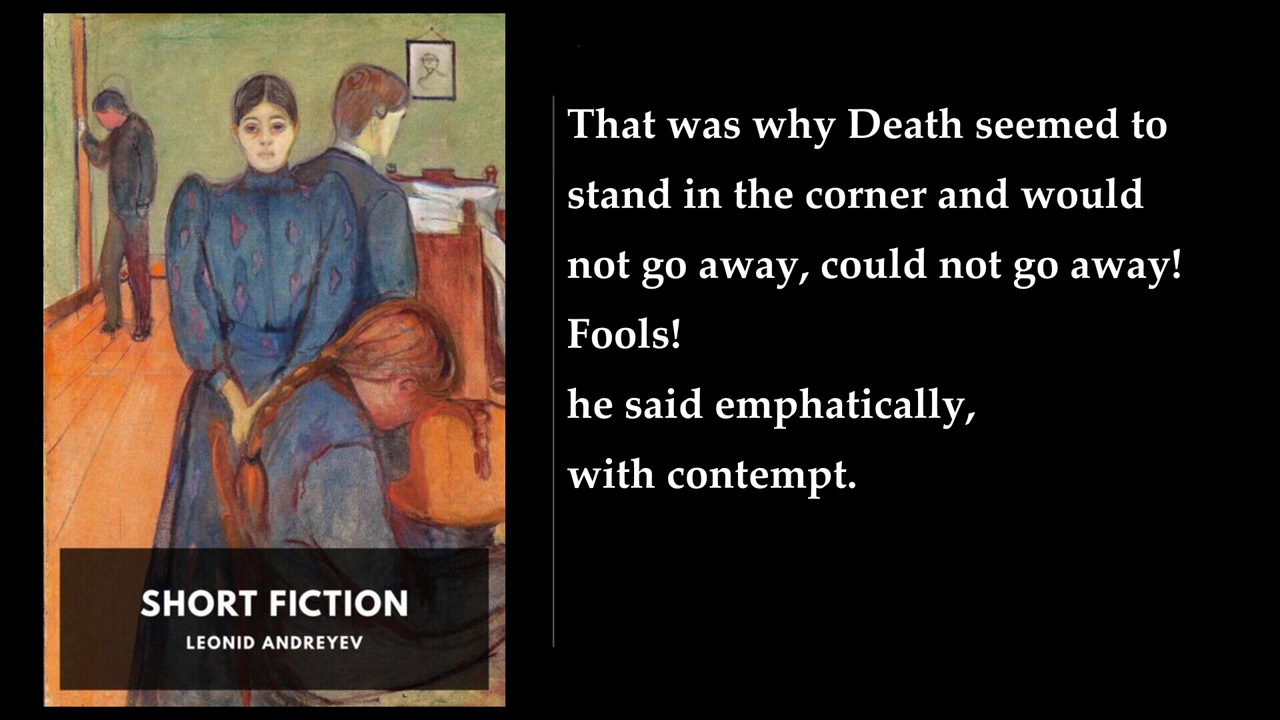 That was why Death seemed to
stand in the corner and would
not go away, could not go away!
Fools!
he said emphatically,
with contempt.
SHORT FICTION
LEONID ANDREYEV